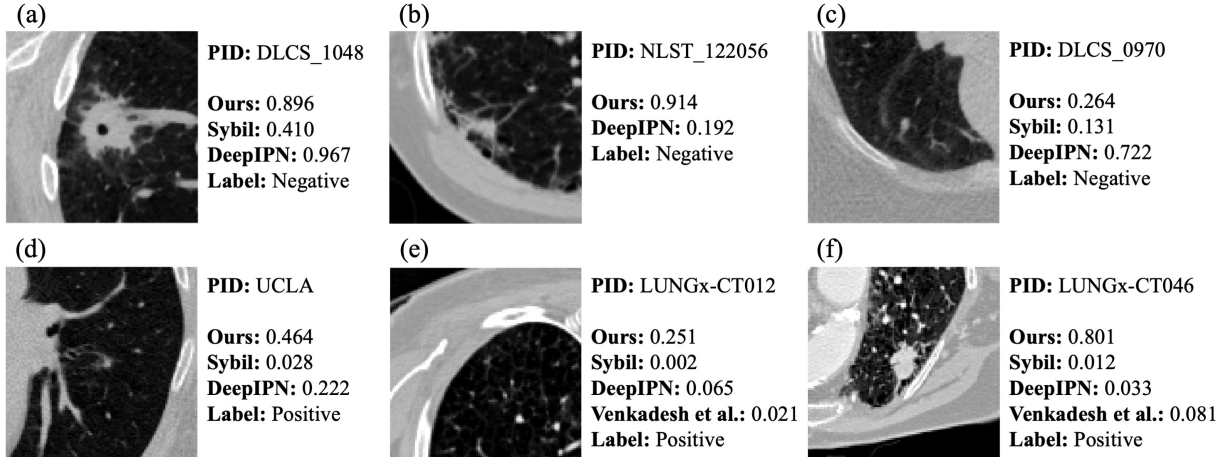 (a)
PID: DLCS_1048
Ours: 0.896
Sybil: 0.410
DeepIPN: 0.967
Label: Negative
(b)
PID: NLST_122056
Ours: 0.914
DeepIPN: 0.192
Label: Negative
(c)
PID: DLCS_0970
Ours: 0.264
Sybil: 0.131
DeepIPN: 0.722
Label: Negative
(d)
PID: UCLA
Ours: 0.464
Sybil: 0.028
DeepIPN: 0.222
Label: Positive
(e)
PID: LUNGx-CT012
Ours: 0.251
Sybil: 0.002
DeepIPN: 0.065
Venkadesh et al.: 0.021
Label: Positive
(f)
PID: LUNGx-CT046
Ours: 0.801
Sybil: 0.012
DeepIPN: 0.033
Venkadesh et al.: 0.081
Label: Positive